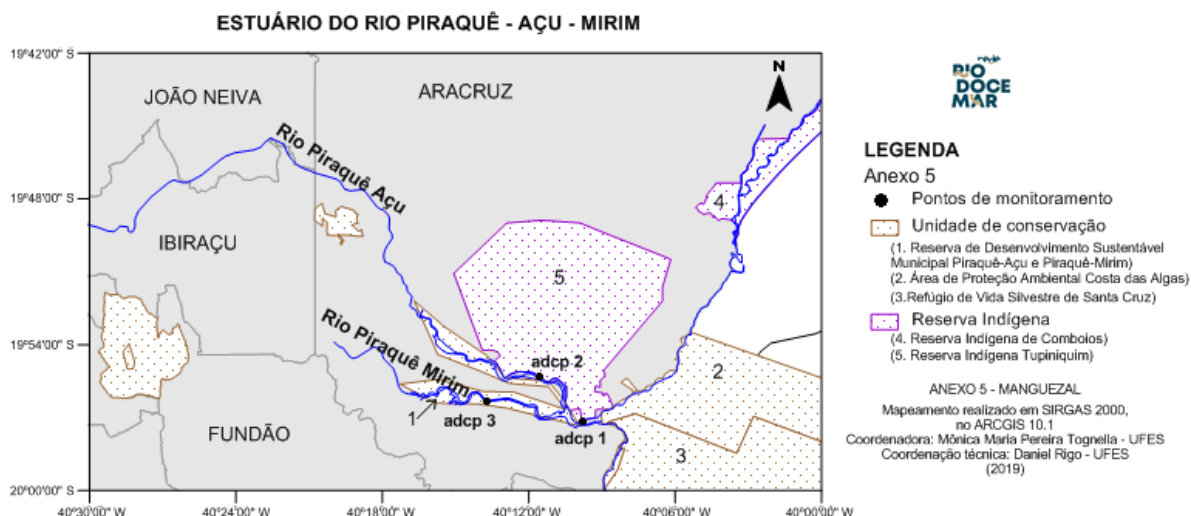 ESTUÁRIO DO RIO PIRAQUÊ - AÇU - MIRIM
19°42'00" S
19°48'00" S
19°54'00" S
20°00'00" S
40°30'00" W
40°24'00" W
40°18'00" W
40°12'00" W
40°06'00" W
40°00'00" W
JOÃO NEIVA
ARACRUZ
N
Rio Piraquê Açu
4
IBIRAÇU
5
Rio Piraquê Mirim
adcp 2
2
1
adcp 3
adcp 1
FUNDÃO
3
rede
RIO
DOCE
MAR
LEGENDA
Anexo 5
Pontos de monitoramento
Unidade de conservação
(1. Reserva de Desenvolvimento Sustentável
Municipal Piraquê-Açu e Piraquê-Mirim)
(2. Área de Proteção Ambiental Costa das Algas)
(3.Refúgio de Vida Silvestre de Santa Cruz)
Reserva Indígena
(4. Reserva Indígena de Comboios)
(5. Reserva Indígena Tupiniquim)
ANEXO 5 - MANGUEZAL
Mapeamento realizado em SIRGAS 2000,
no ARCGIS 10.1
Coordenadora: Mônica Maria Pereira Tognella - UFES
Coordenação técnica: Daniel Rigo - UFES
(2019)